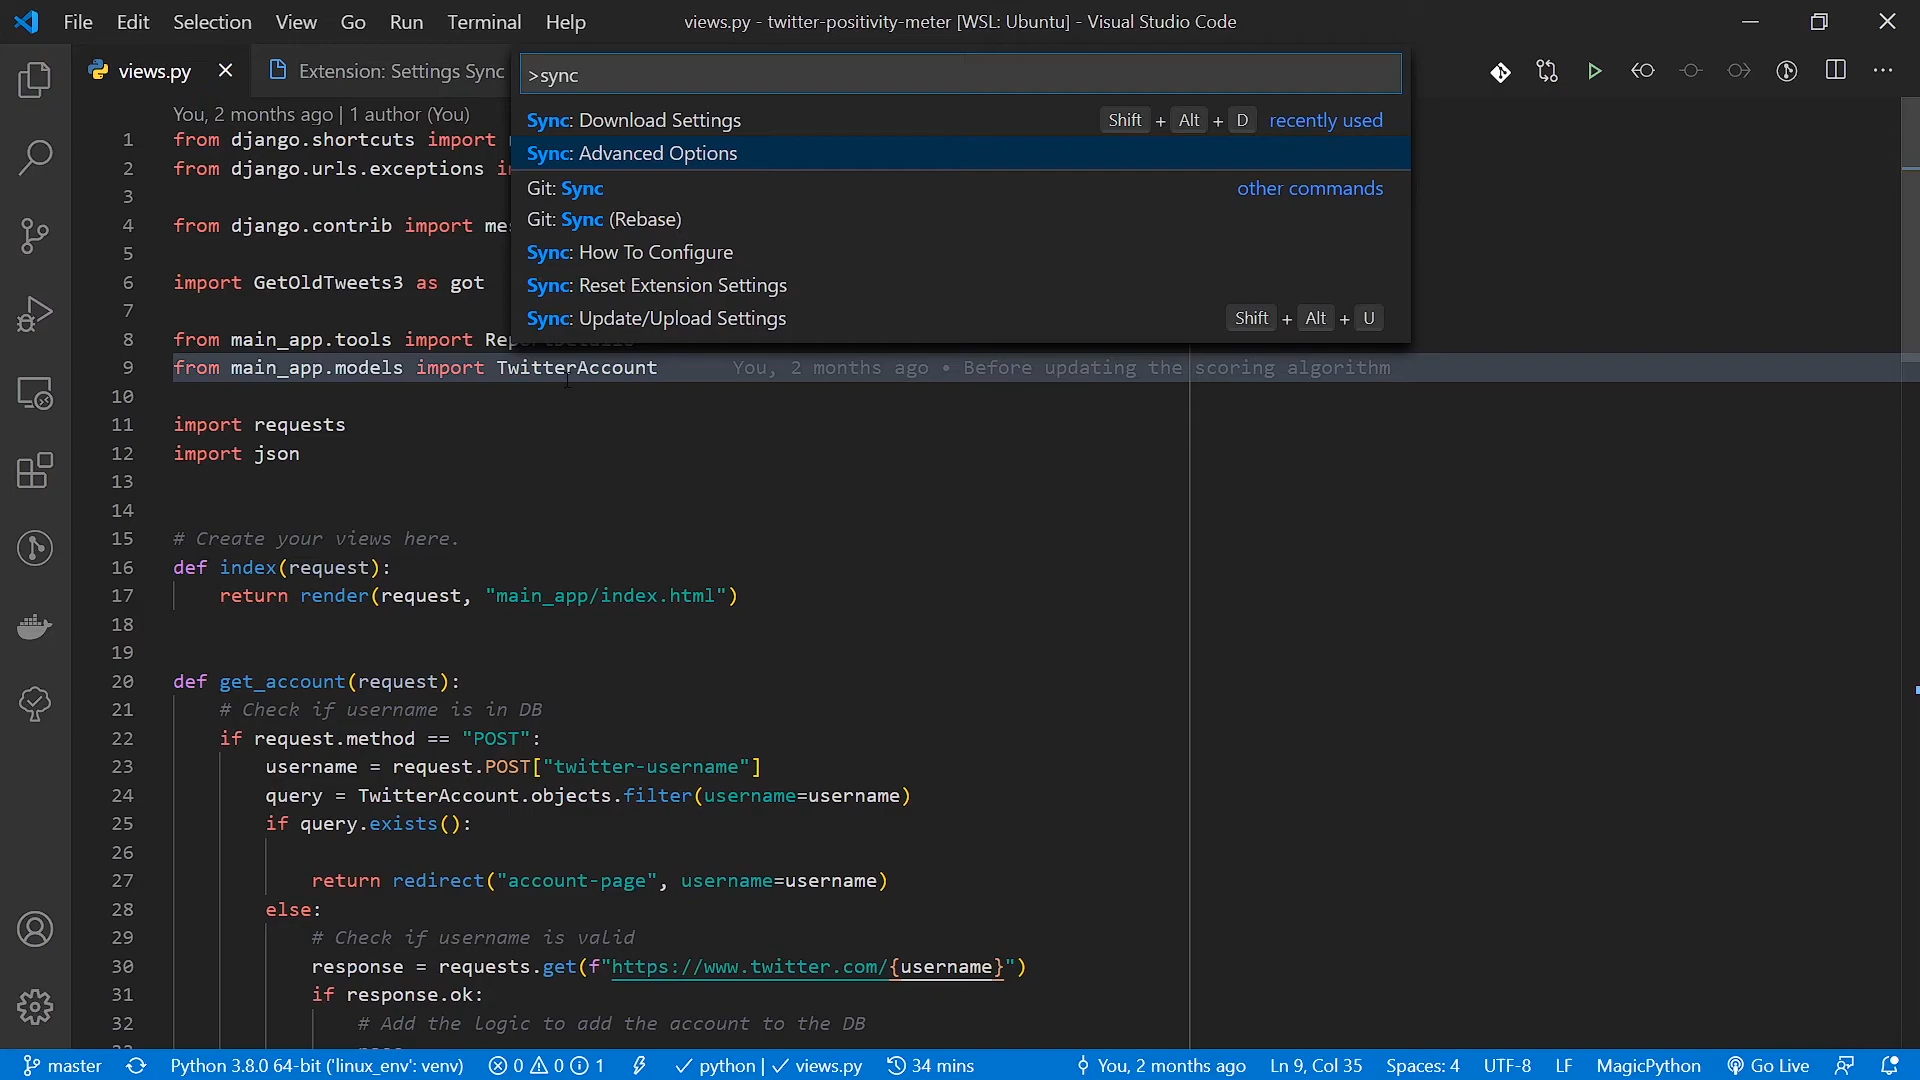 File Edit Selection View Go Run Terminal Help
views.py - twitter-positivity-meter [WSL: Ubuntu] - Visual Studio Code
views.py
Extension: Settings Sync
>sync
Sync: Download Settings Shift + Alt + D recently used
Sync: Advanced Options
Git: Sync other commands
Git: Sync (Rebase)
Sync: How To Configure
Sync: Reset Extension Settings
Sync: Update/Upload Settings Shift + Alt + U
You, 2 months ago | 1 author (You)
1 from django.shortcuts import
2 from django.urls.exceptions
3
4 from django.contrib import
5
6 import GetOldTweets3 as got
7
8 from main_app.tools import
9 from main_app.models import TwitterAccount You, 2 months ago • Before updating the scoring algorithm
10
11 import requests
12 import json
13
14
15 # Create your views here.
16 def index(request):
17 return render(request, "main_app/index.html")
18
19
20 def get_account(request):
21 # Check if username is in DB
22 if request.method == "POST":
23 username = request.POST["twitter-username"]
24 query = TwitterAccount.objects.filter(username=username)
25 if query.exists():
26
27 return redirect("account-page", username=username)
28 else:
29 # Check if username is valid
30 response = requests.get(f"https://www.twitter.com/{username}")
31 if response.ok:
32 # Add the logic to add the account to the DB
master Python 3.8.0 64-bit ('linux_env': venv) 0 0 1 python | views.py 34 mins You, 2 months ago Ln 9, Col 35 Spaces: 4 UTF-8 LF MagicPython Go Live